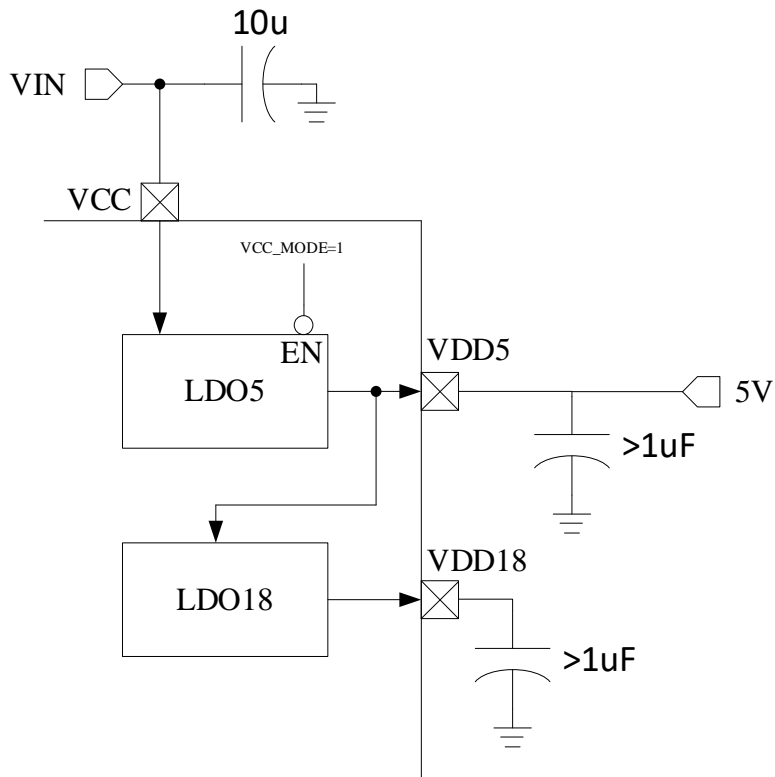 10u
VIN
VCC
VCC_MODE=1
EN
LDO5
VDD5
5V
>1uF
LDO18
VDD18
>1uF